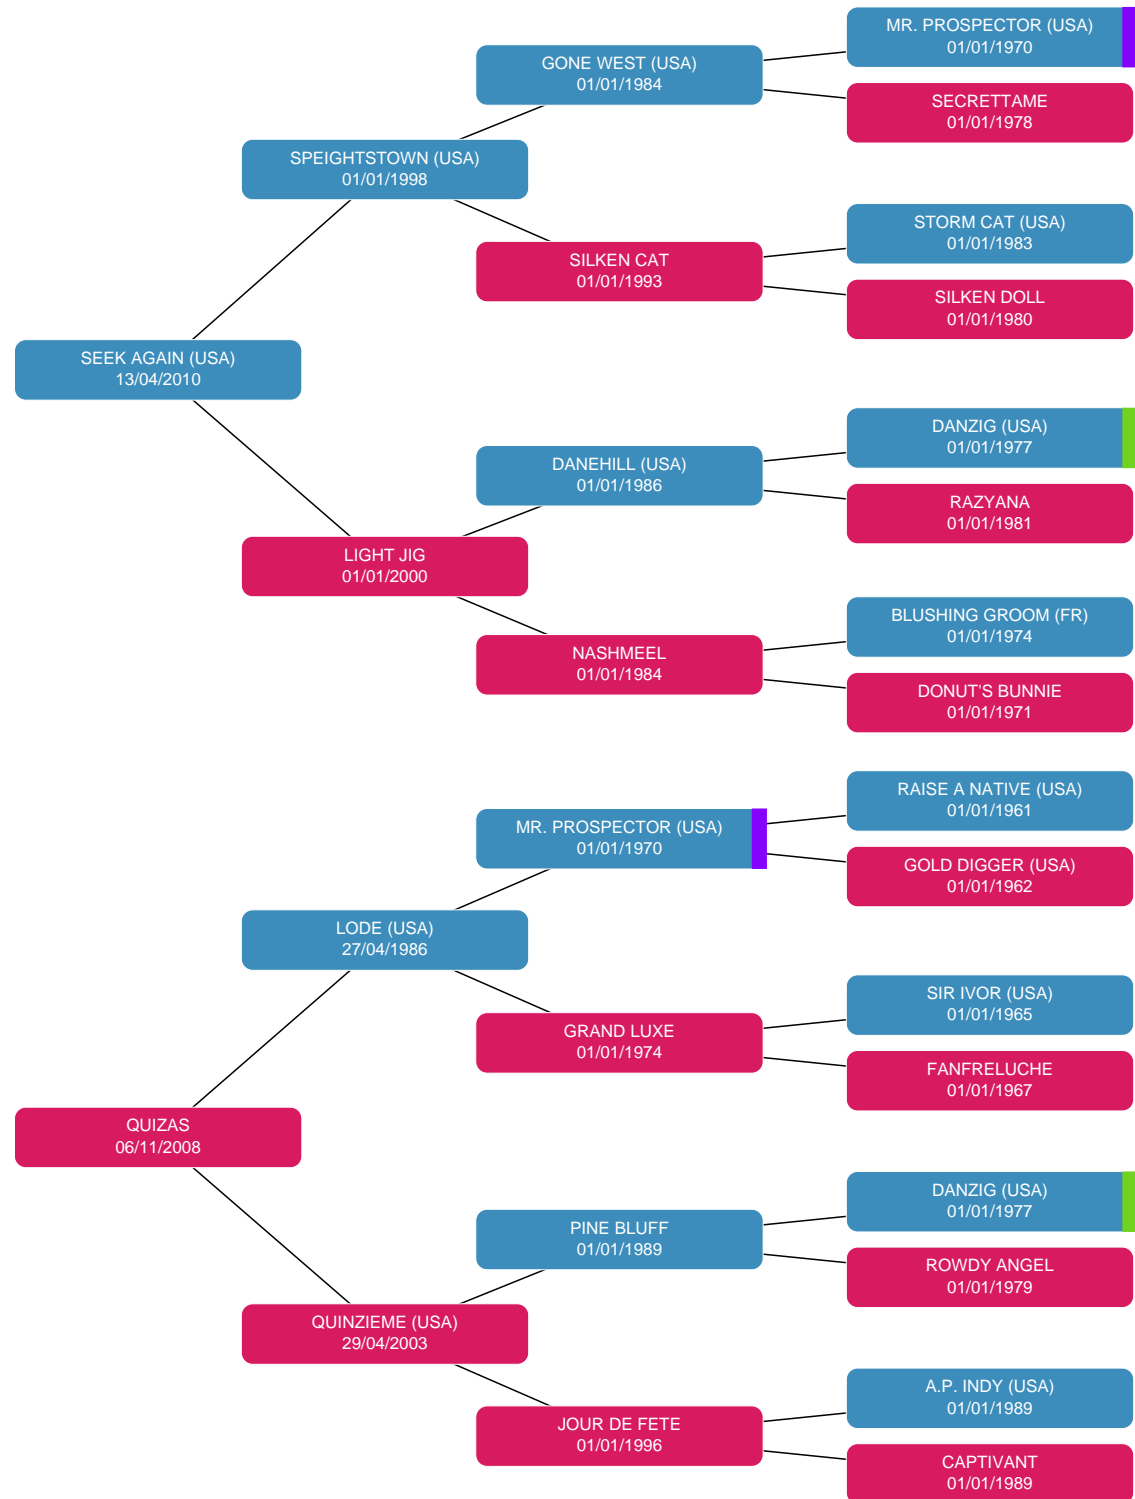 MR. PROSPECTOR (USA)
01/01/1970
GONE WEST (USA)
01/01/1984
SECRETTAME
01/01/1978
SPEIGHTSTOWN (USA)
01/01/1998
STORM CAT (USA)
01/01/1983
SILKEN CAT
01/01/1993
SILKEN DOLL
01/01/1980
SEEK AGAIN (USA)
13/04/2010
DANZIG (USA)
01/01/1977
DANEHILL (USA)
01/01/1986
RAZYANA
01/01/1981
LIGHT JIG
01/01/2000
BLUSHING GROOM (FR)
01/01/1974
NASHMEEL
01/01/1984
DONUT'S BUNNIE
01/01/1971
RAISE A NATIVE (USA)
01/01/1961
MR. PROSPECTOR (USA)
01/01/1970
GOLD DIGGER (USA)
01/01/1962
LODE (USA)
27/04/1986
SIR IVOR (USA)
01/01/1965
GRAND LUXE
01/01/1974
FANFRELUCHE
01/01/1967
QUIZAS
06/11/2008
DANZIG (USA)
01/01/1977
PINE BLUFF
01/01/1989
ROWDY ANGEL
01/01/1979
QUINZIEME (USA)
29/04/2003
A.P. INDY (USA)
01/01/1989
JOUR DE FETE
01/01/1996
CAPTIVANT
01/01/1989